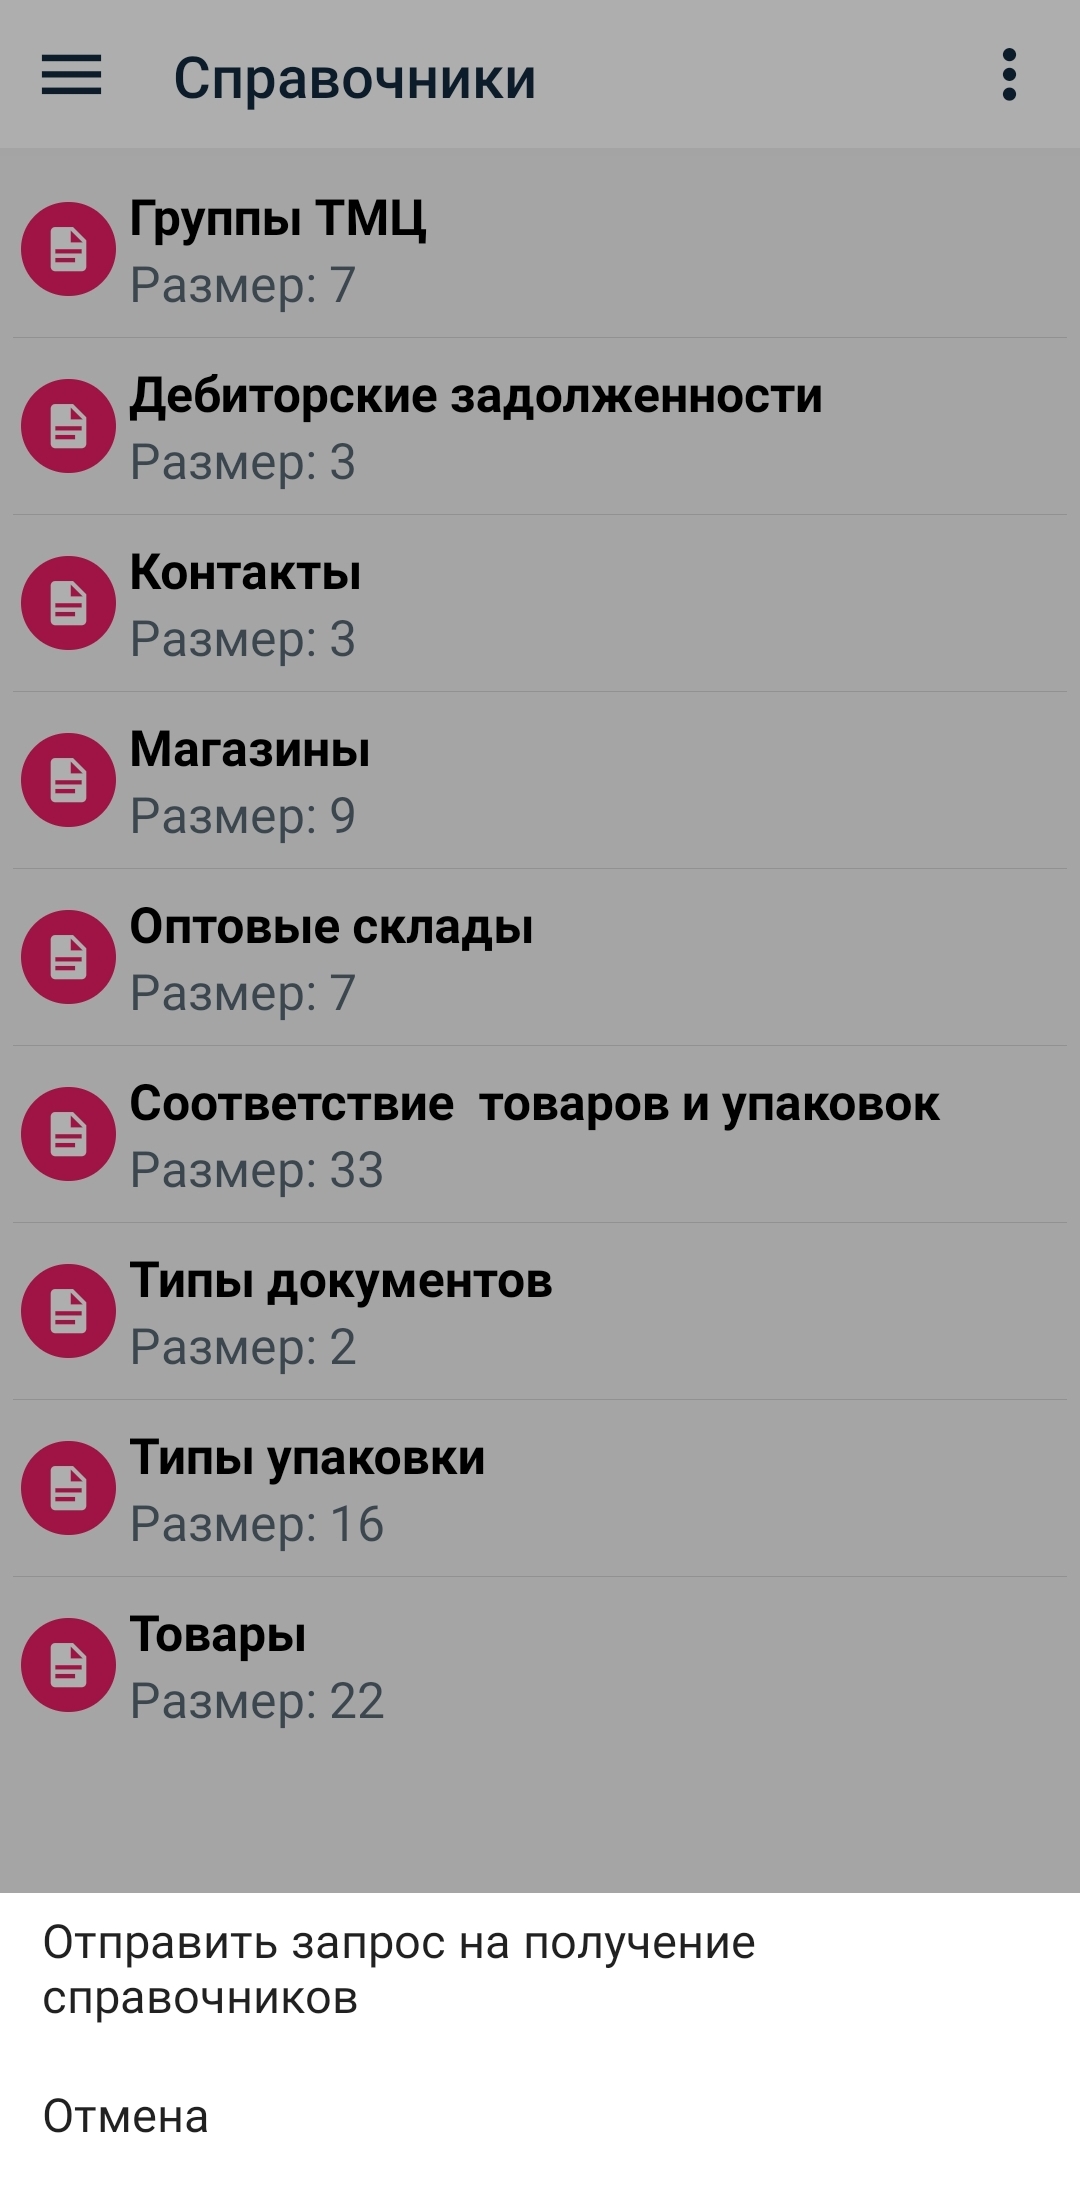 Справочники
Группы ТМЦ
Размер: 7
Дебиторские задолженности
Размер: 3
Контакты
Размер: 3
Магазины
Размер: 9
Оптовые склады
Размер: 7
Соответствие  товаров и упаковок
Размер: 33
Типы документов
Размер: 2
Типы упаковки
Размер: 16
Товары
Размер: 22
Отправить запрос на получение
справочников
Отмена